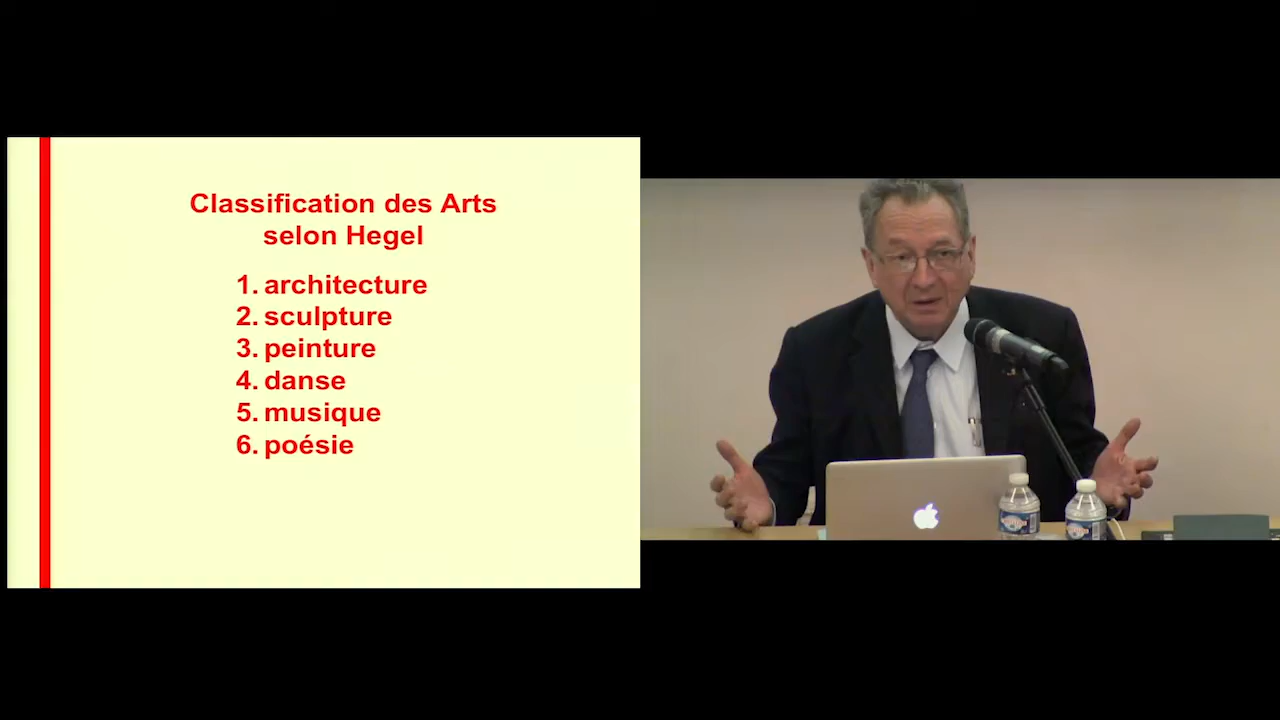 Classification des Arts
selon Hegel
1. architecture
2. sculpture
3. peinture
4. danse
5. musique
6. poésie